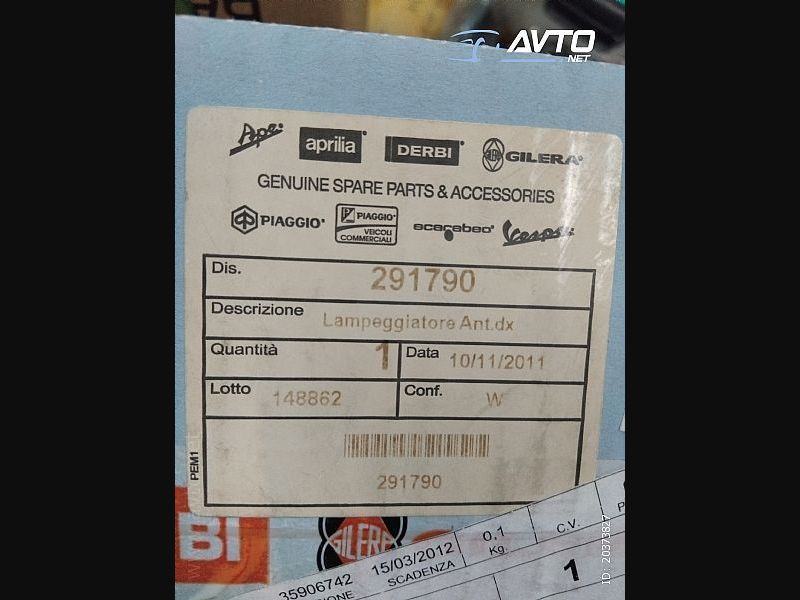 AVTO
NET
Ape
aprilia
DERBI
GILERA
GENUINE SPARE PARTS & ACCESSORIES
PIAGGIO
PIAGGIO
VEICOLI
COMMERCIALI
scarabeo
Vespa
Dis. 291790
Descrizione Lampeggiatore Ant.dx
Quantità 1 Data 10/11/2011
Lotto 148862 Conf. W
291790
PEM1
BI
GILERA
35906742 15/03/2012 0.1 C.V.
SCADENZA Kg.
1
ID: 20373827